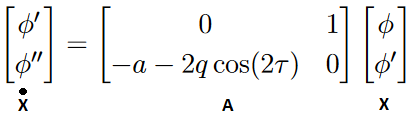 [φ′ φ″] = [0 1 −a − 2q cos(2τ) 0] [φ φ′]
Ẋ A X